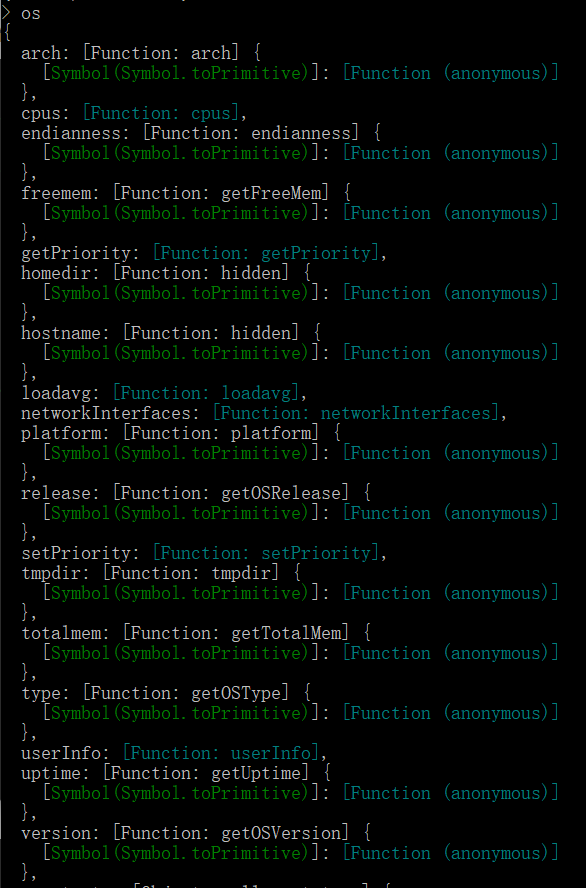 > os
{
  arch: [Function: arch] {
    [Symbol(Symbol.toPrimitive)]: [Function (anonymous)]
  },
  cpus: [Function: cpus],
  endianness: [Function: endianness] {
    [Symbol(Symbol.toPrimitive)]: [Function (anonymous)]
  },
  freemem: [Function: getFreeMem] {
    [Symbol(Symbol.toPrimitive)]: [Function (anonymous)]
  },
  getPriority: [Function: getPriority],
  homedir: [Function: hidden] {
    [Symbol(Symbol.toPrimitive)]: [Function (anonymous)]
  },
  hostname: [Function: hidden] {
    [Symbol(Symbol.toPrimitive)]: [Function (anonymous)]
  },
  loadavg: [Function: loadavg],
  networkInterfaces: [Function: networkInterfaces],
  platform: [Function: platform] {
    [Symbol(Symbol.toPrimitive)]: [Function (anonymous)]
  },
  release: [Function: getOSRelease] {
    [Symbol(Symbol.toPrimitive)]: [Function (anonymous)]
  },
  setPriority: [Function: setPriority],
  tmpdir: [Function: tmpdir] {
    [Symbol(Symbol.toPrimitive)]: [Function (anonymous)]
  },
  totalmem: [Function: getTotalMem] {
    [Symbol(Symbol.toPrimitive)]: [Function (anonymous)]
  },
  type: [Function: getOSType] {
    [Symbol(Symbol.toPrimitive)]: [Function (anonymous)]
  },
  userInfo: [Function: userInfo],
  uptime: [Function: getUptime] {
    [Symbol(Symbol.toPrimitive)]: [Function (anonymous)]
  },
  version: [Function: getOSVersion] {
    [Symbol(Symbol.toPrimitive)]: [Function (anonymous)]
  },